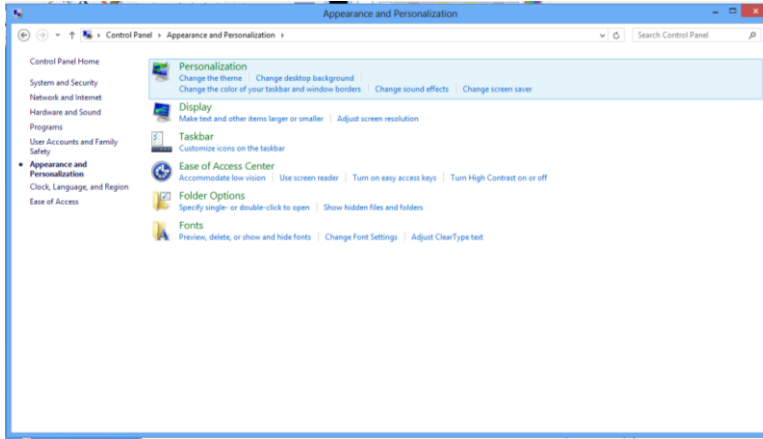 Appearance and Personalization
Control Panel Appearance and Personalization
Search Control Panel
Control Panel Home
System and Security
Network and Internet
Hardware and Sound
Programs
User Accounts and Family
Safety
Appearance and
Personalization
Clock, Language, and Region
Ease of Access
Personalization
Change the theme Change desktop background
Change the color of your taskbar and window borders Change sound effects Change screen saver
Display
Make text and other items larger or smaller Adjust screen resolution
Taskbar
Customize icons on the taskbar
Ease of Access Center
Accommodate low vision Use screen reader Turn on easy access keys Turn High Contrast on or off
Folder Options
Specify single- or double-click to open Show hidden files and folders
Fonts
Preview, delete, or show and hide fonts Change Font Settings Adjust ClearType text